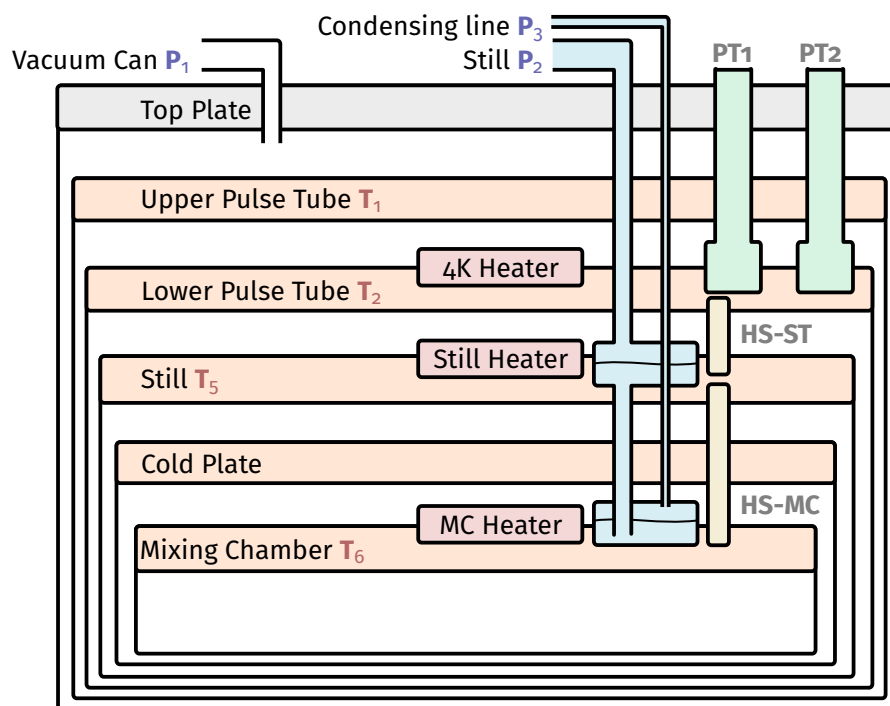 Condensing line P₃
Vacuum Can P₁
Still P₂
PT1
PT2
Top Plate
Upper Pulse Tube T₁
4K Heater
Lower Pulse Tube T₂
HS-ST
Still Heater
Still T₅
Cold Plate
HS-MC
MC Heater
Mixing Chamber T₆